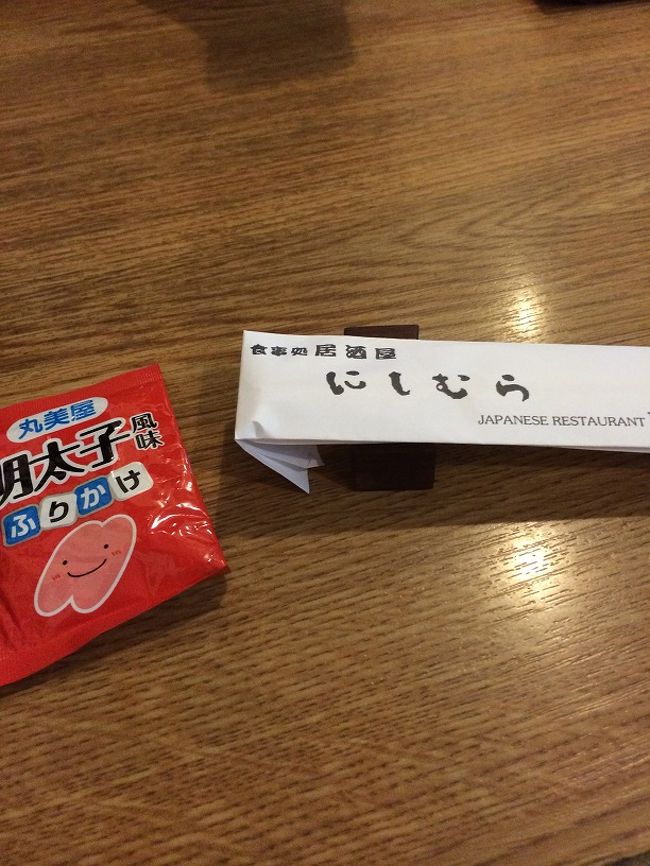 丸美屋
明太子
風味
ふりかけ
食事処 居酒屋
にしむら
JAPANESE RESTAURANT